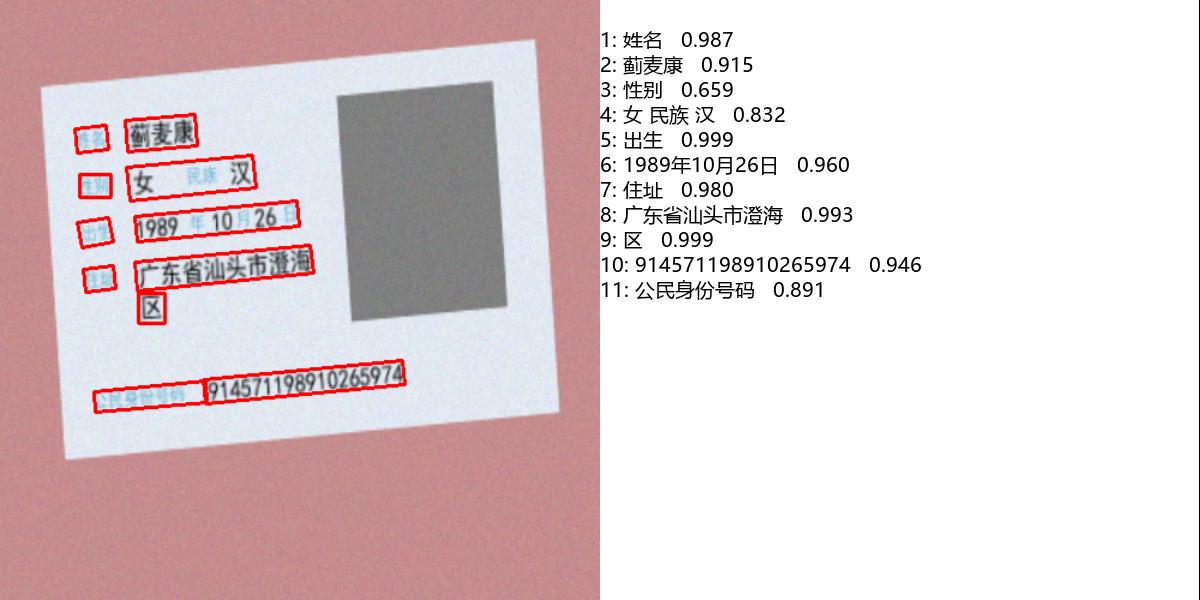 姓名 蓟麦康
性别 女 民族 汉
出生 1989 年 10 月 26 日
住址 广东省汕头市澄海
区
公民身份号码 914571198910265974
1: 姓名 0.987
2: 蓟麦康 0.915
3: 性别 0.659
4: 女 民族 汉 0.832
5: 出生 0.999
6: 1989年10月26日 0.960
7: 住址 0.980
8: 广东省汕头市澄海 0.993
9: 区 0.999
10: 914571198910265974 0.946
11: 公民身份号码 0.891